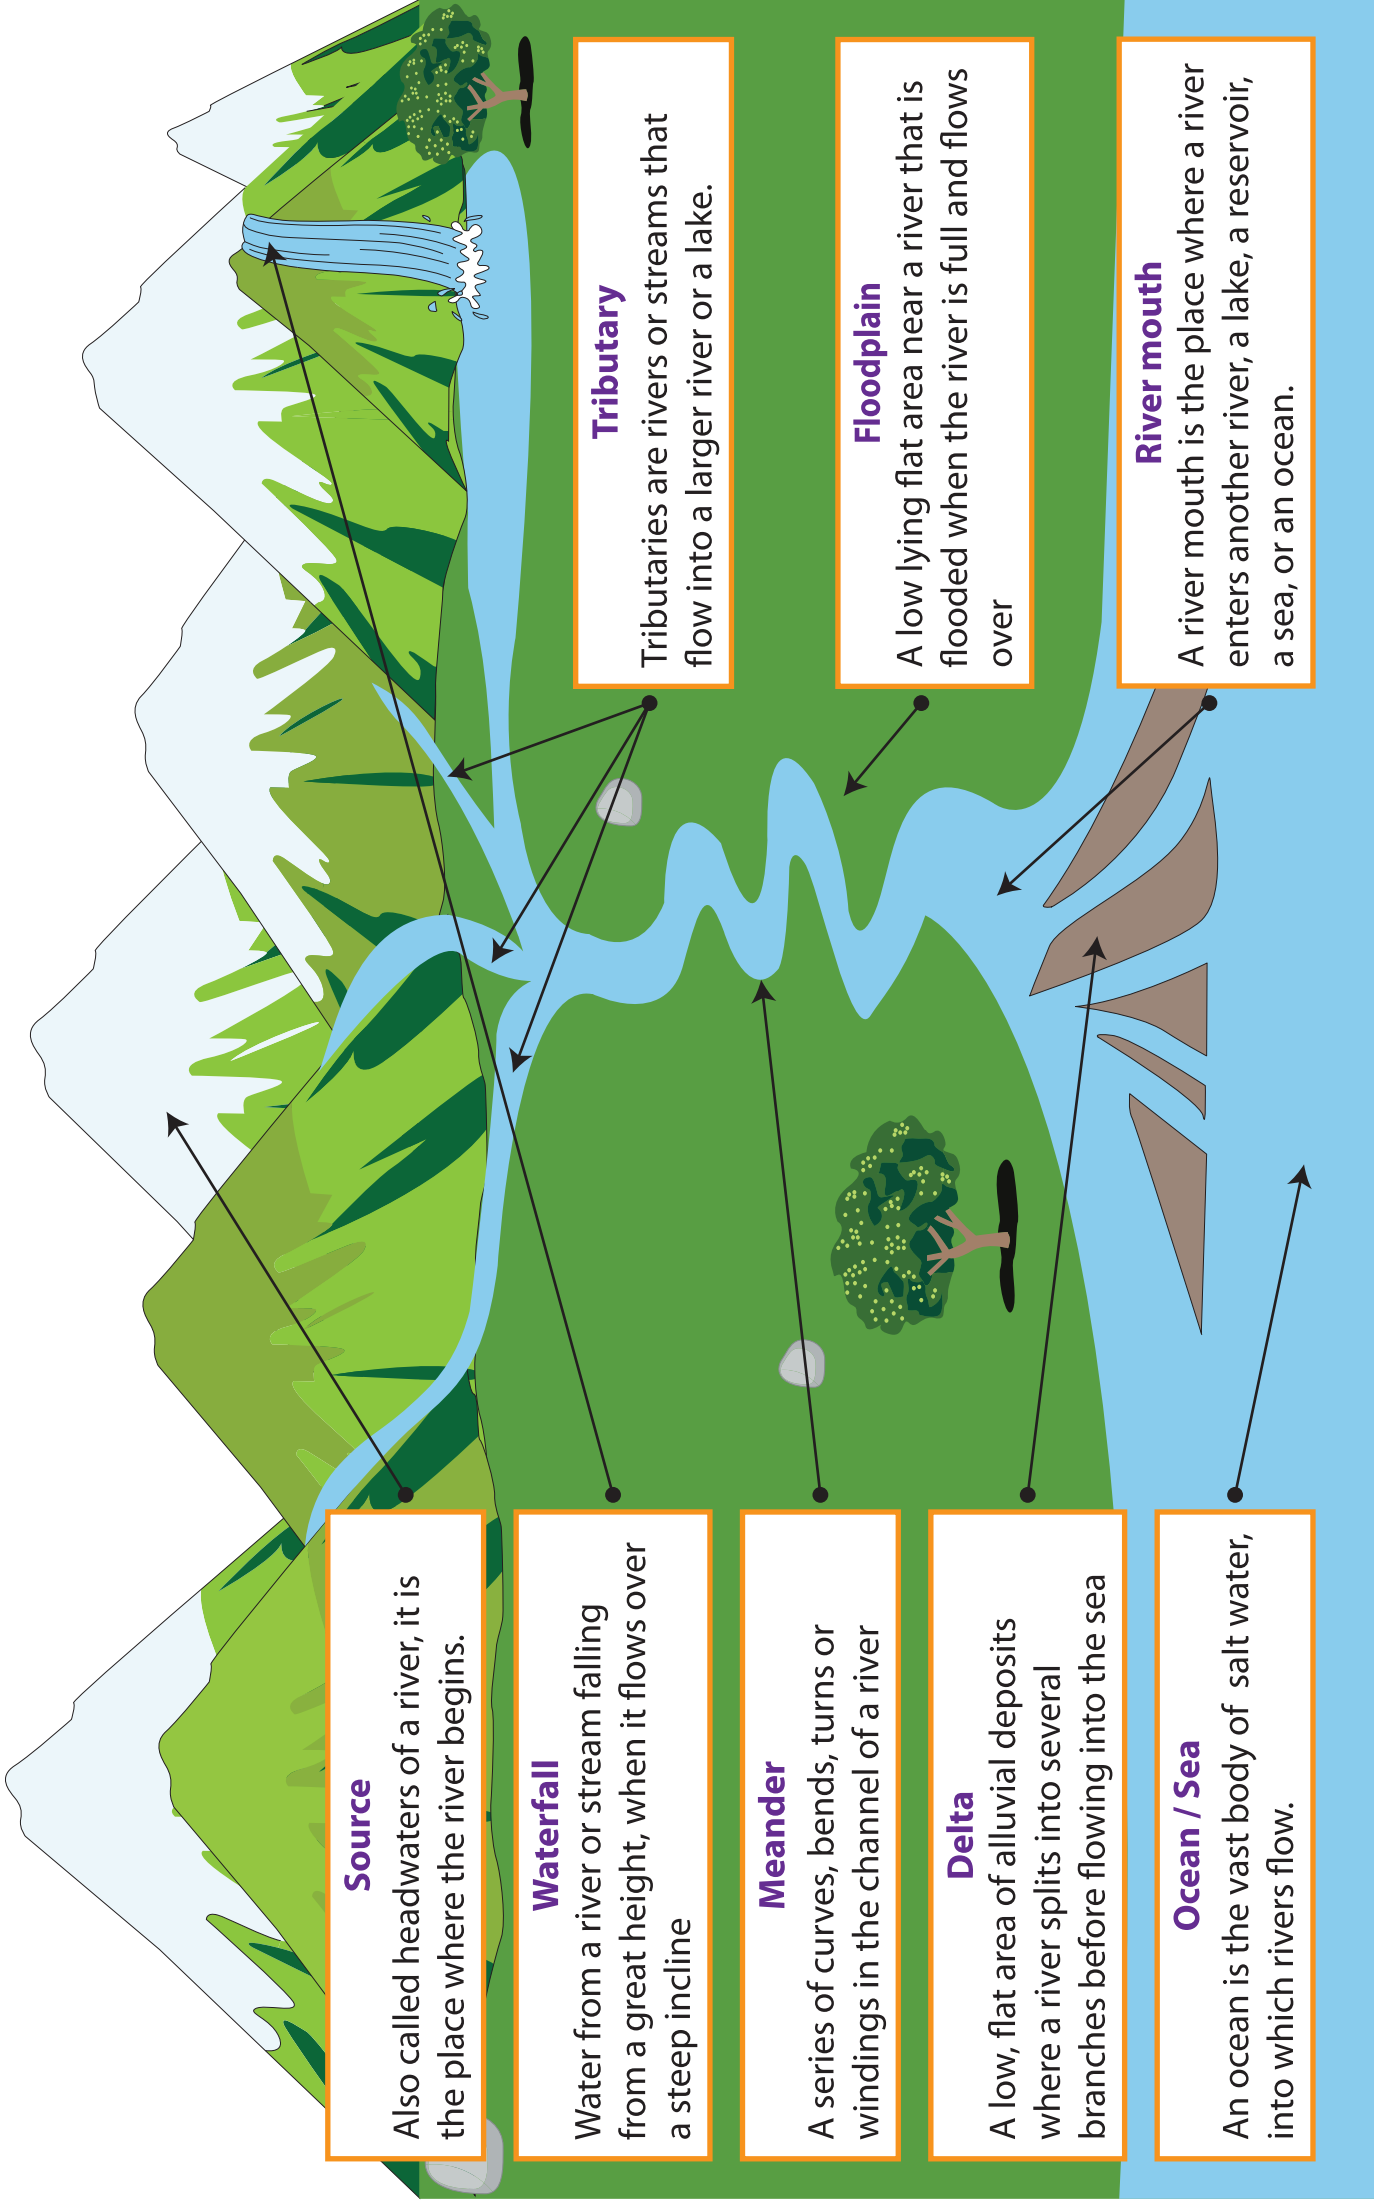 Source
Also called headwaters of a river, it is
the place where the river begins.
Waterfall
Water from a river or stream falling
from a great height, when it flows over
a steep incline
Meander
A series of curves, bends, turns or
windings in the channel of a river
Delta
A low, flat area of alluvial deposits
where a river splits into several
branches before flowing into the sea
Ocean / Sea
An ocean is the vast body of salt water,
into which rivers flow.
Tributary
Tributaries are rivers or streams that
flow into a larger river or a lake.
Floodplain
A low lying flat area near a river that is
flooded when the river is full and flows
over
River mouth
A river mouth is the place where a river
enters another river, a lake, a reservoir,
a sea, or an ocean.